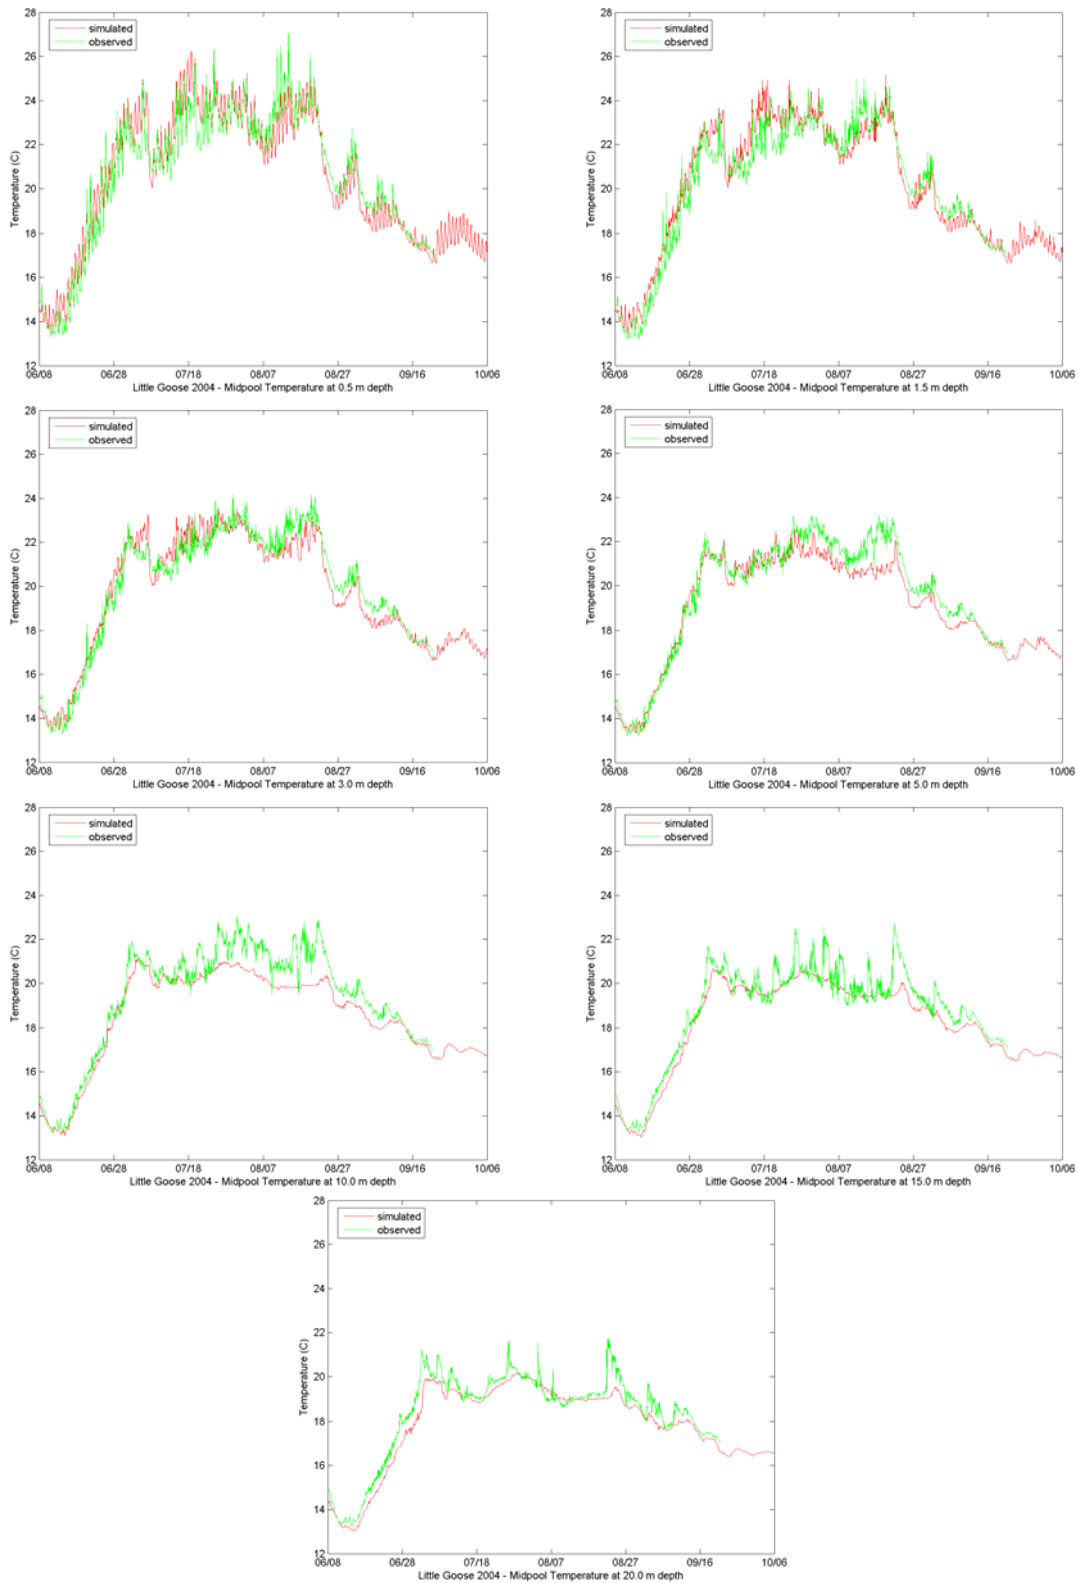 28
26
24
22
20
18
16
14
12
Temperature (C)
simulated
observed
06/08 06/28 07/18 08/07 08/27 09/16 10/06
Little Goose 2004 - Midpool Temperature at 0.5 m depth
28
26
24
22
20
18
16
14
12
Temperature (C)
simulated
observed
06/08 06/28 07/18 08/07 08/27 09/16 10/06
Little Goose 2004 - Midpool Temperature at 1.5 m depth
28
26
24
22
20
18
16
14
12
Temperature (C)
simulated
observed
06/08 06/28 07/18 08/07 08/27 09/16 10/06
Little Goose 2004 - Midpool Temperature at 3.0 m depth
28
26
24
22
20
18
16
14
12
Temperature (C)
simulated
observed
06/08 06/28 07/18 08/07 08/27 09/16 10/06
Little Goose 2004 - Midpool Temperature at 5.0 m depth
28
26
24
22
20
18
16
14
12
Temperature (C)
simulated
observed
06/08 06/28 07/18 08/07 08/27 09/16 10/06
Little Goose 2004 - Midpool Temperature at 10.0 m depth
28
26
24
22
20
18
16
14
12
Temperature (C)
simulated
observed
06/08 06/28 07/18 08/07 08/27 09/16 10/06
Little Goose 2004 - Midpool Temperature at 15.0 m depth
28
26
24
22
20
18
16
14
12
Temperature (C)
simulated
observed
06/08 06/28 07/18 08/07 08/27 09/16 10/06
Little Goose 2004 - Midpool Temperature at 20.0 m depth